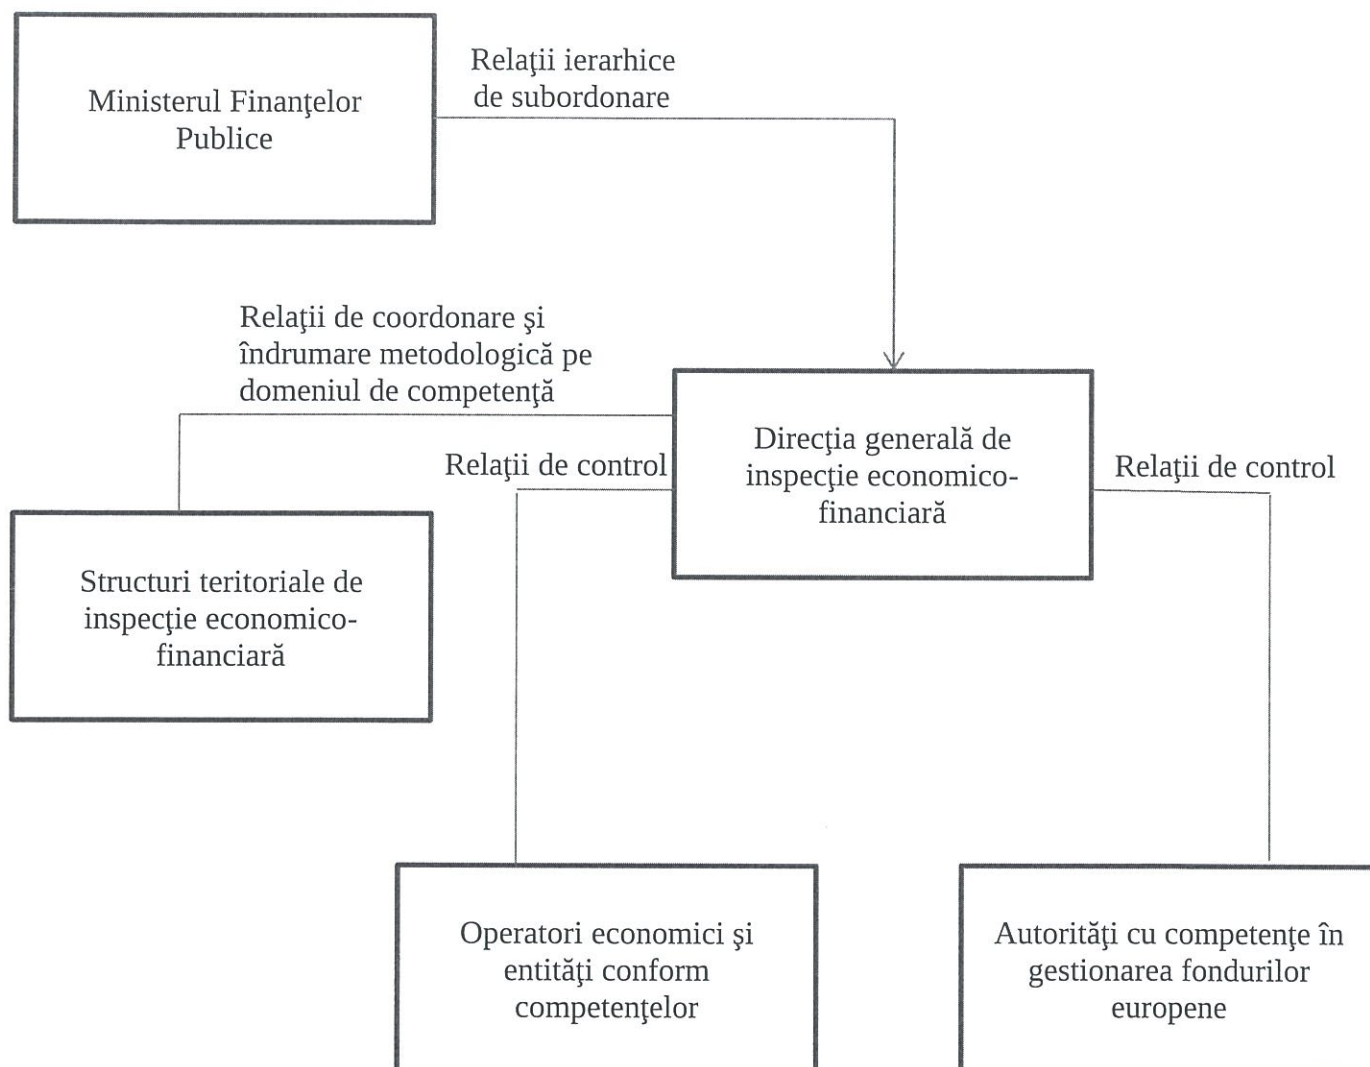 Ministerul Finanţelor
Publice
Relaţii ierarhice
de subordonare
Relaţii de coordonare şi
îndrumare metodologică pe
domeniul de competenţă
Relaţii de control
Direcţia generală de
inspecţie economico-
financiară
Relaţii de control
Structuri teritoriale de
inspecţie economico-
financiară
Operatori economici şi
entităţi conform
competenţelor
Autorităţi cu competenţe în
gestionarea fondurilor
europene